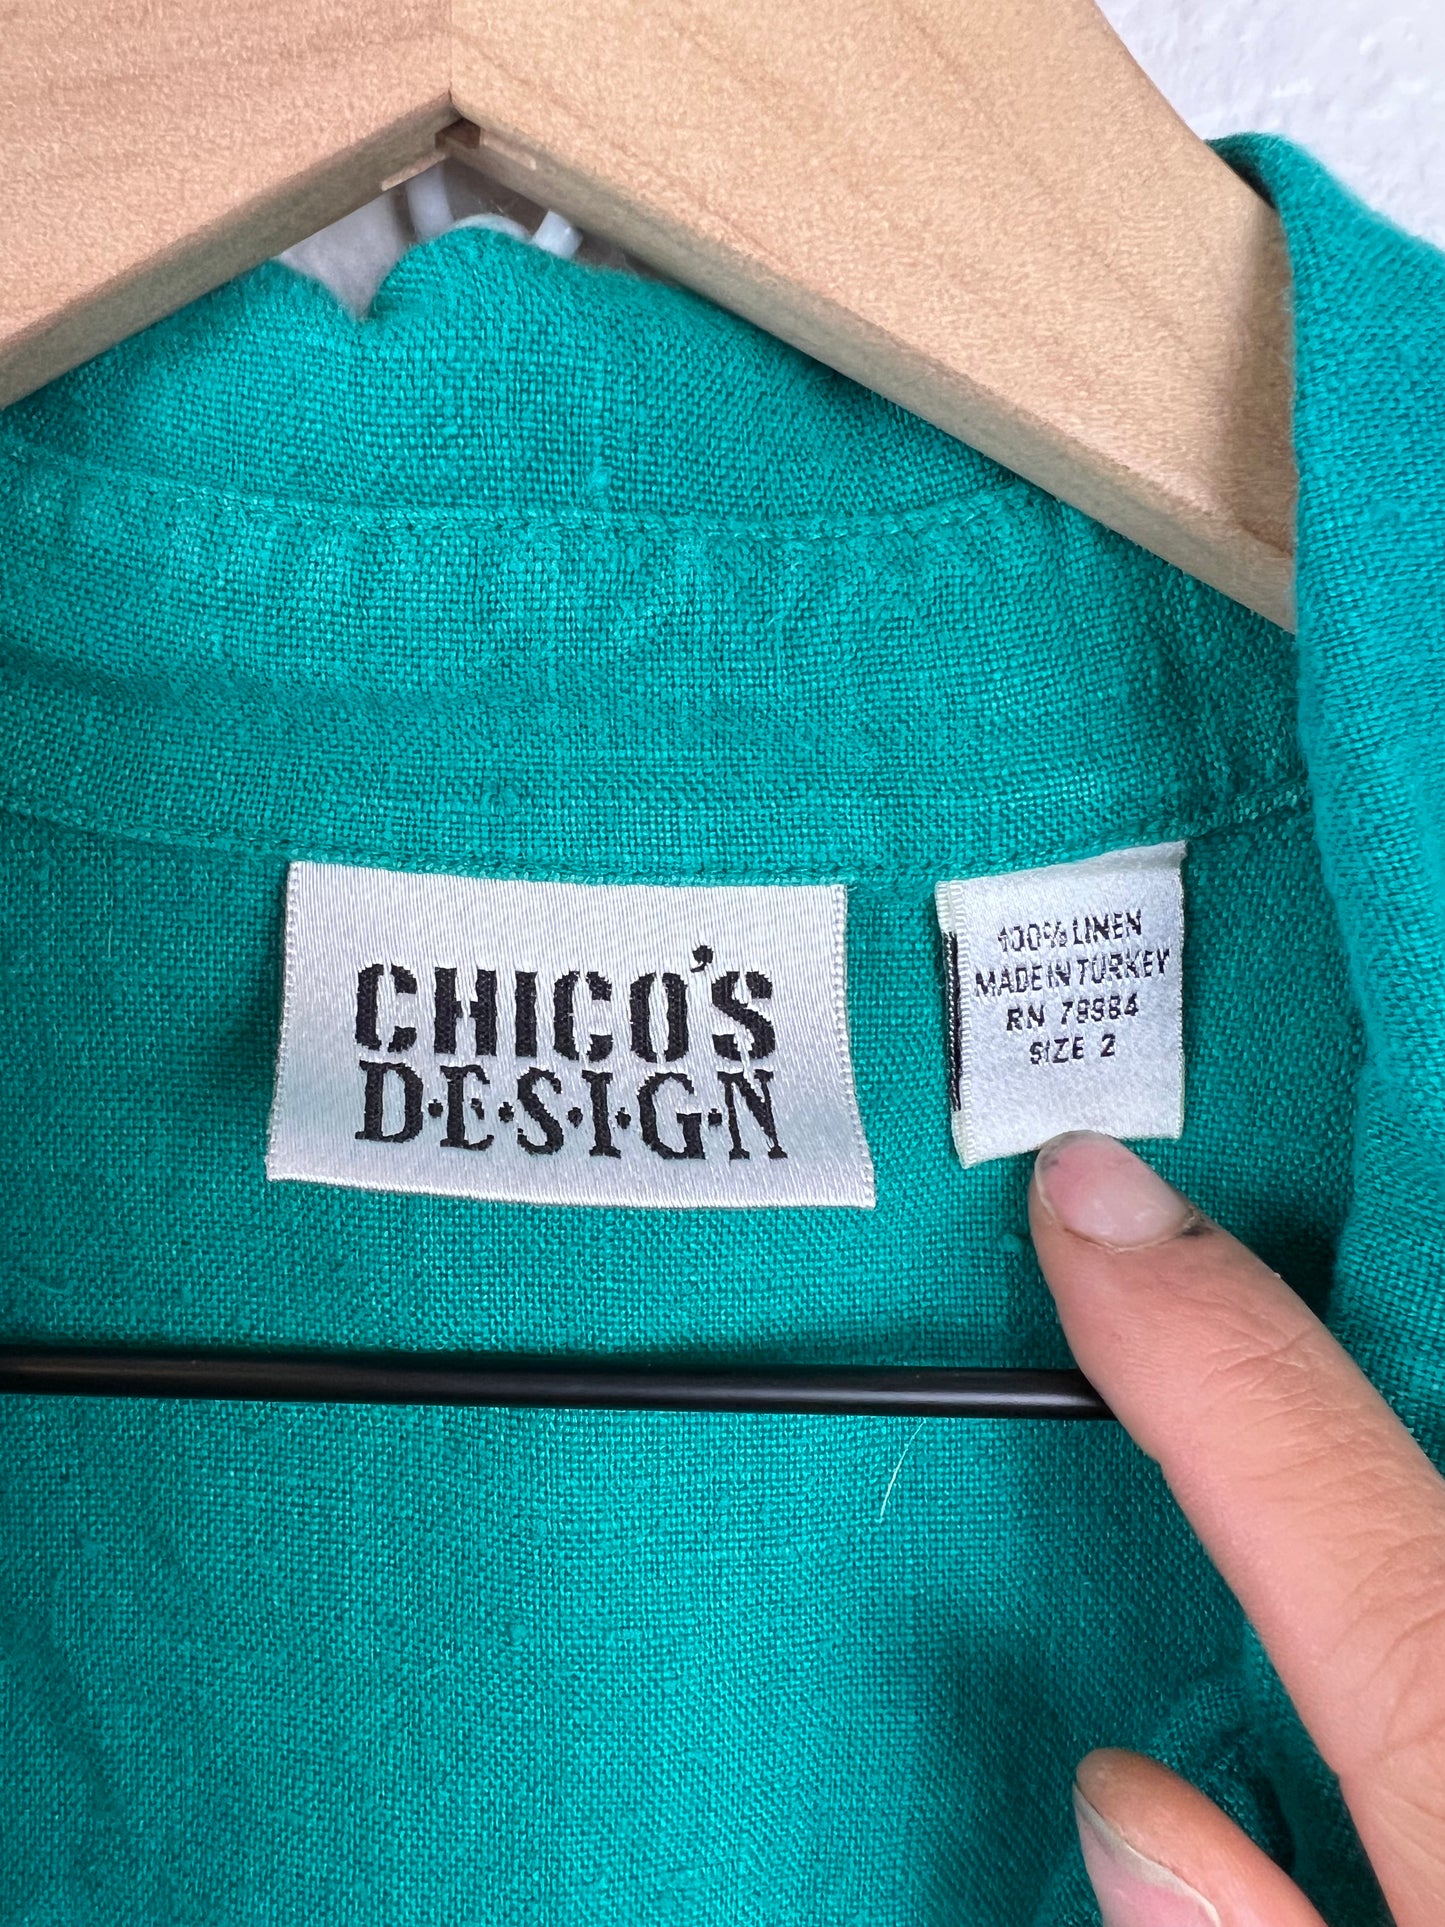 CHICO'S
D·E·S·I·G·N
100% LINEN
MADE IN TURKEY
RN 79984
SIZE 2